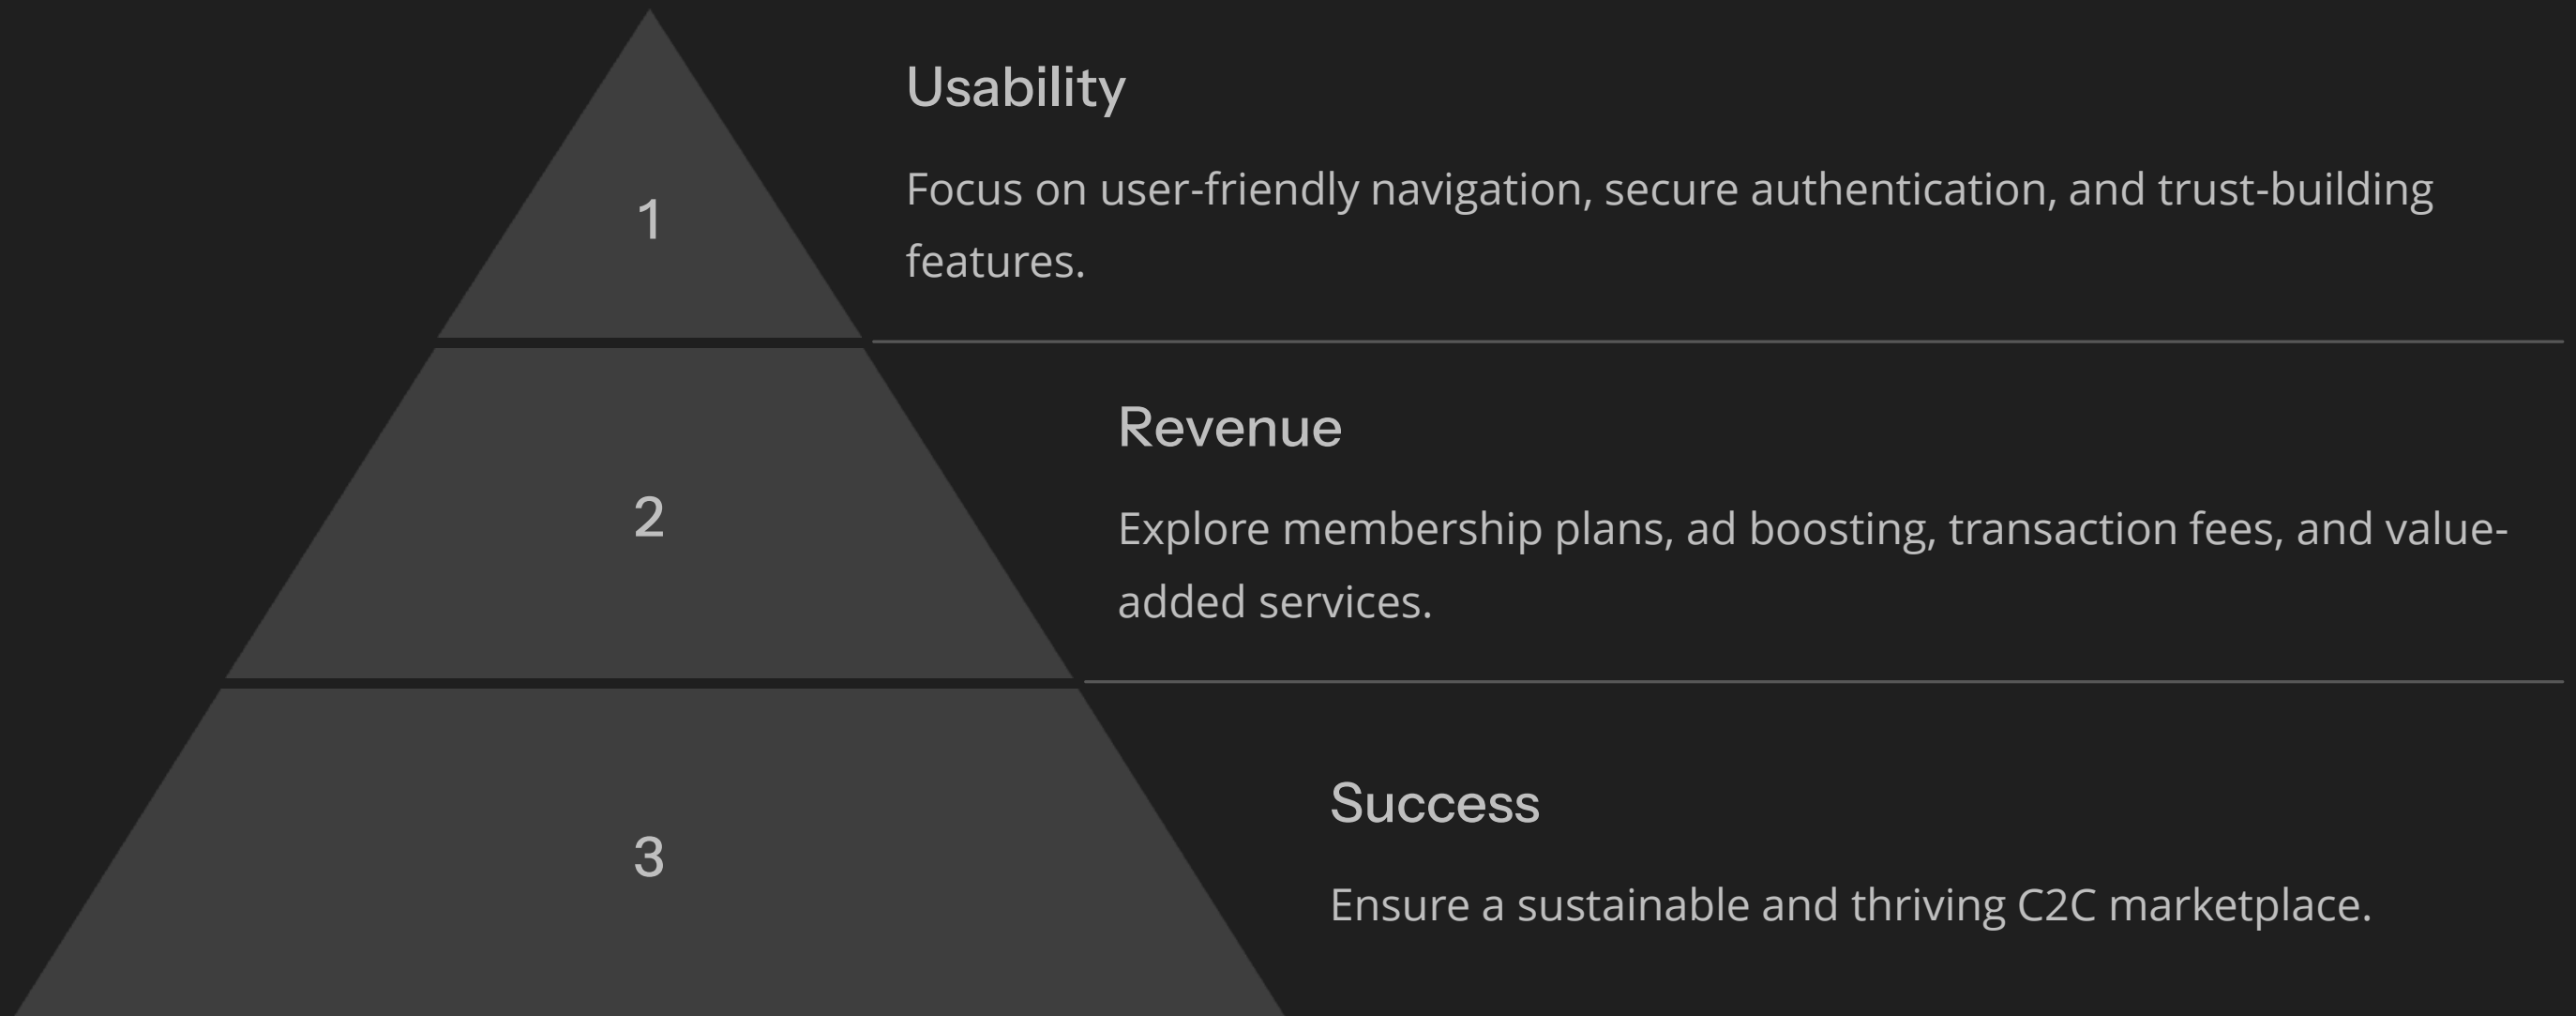 Usability
Focus on user-friendly navigation, secure authentication, and trust-building
features.
1
Revenue
Explore membership plans, ad boosting, transaction fees, and value-
added services.
2
Success
Ensure a sustainable and thriving C2C marketplace.
3